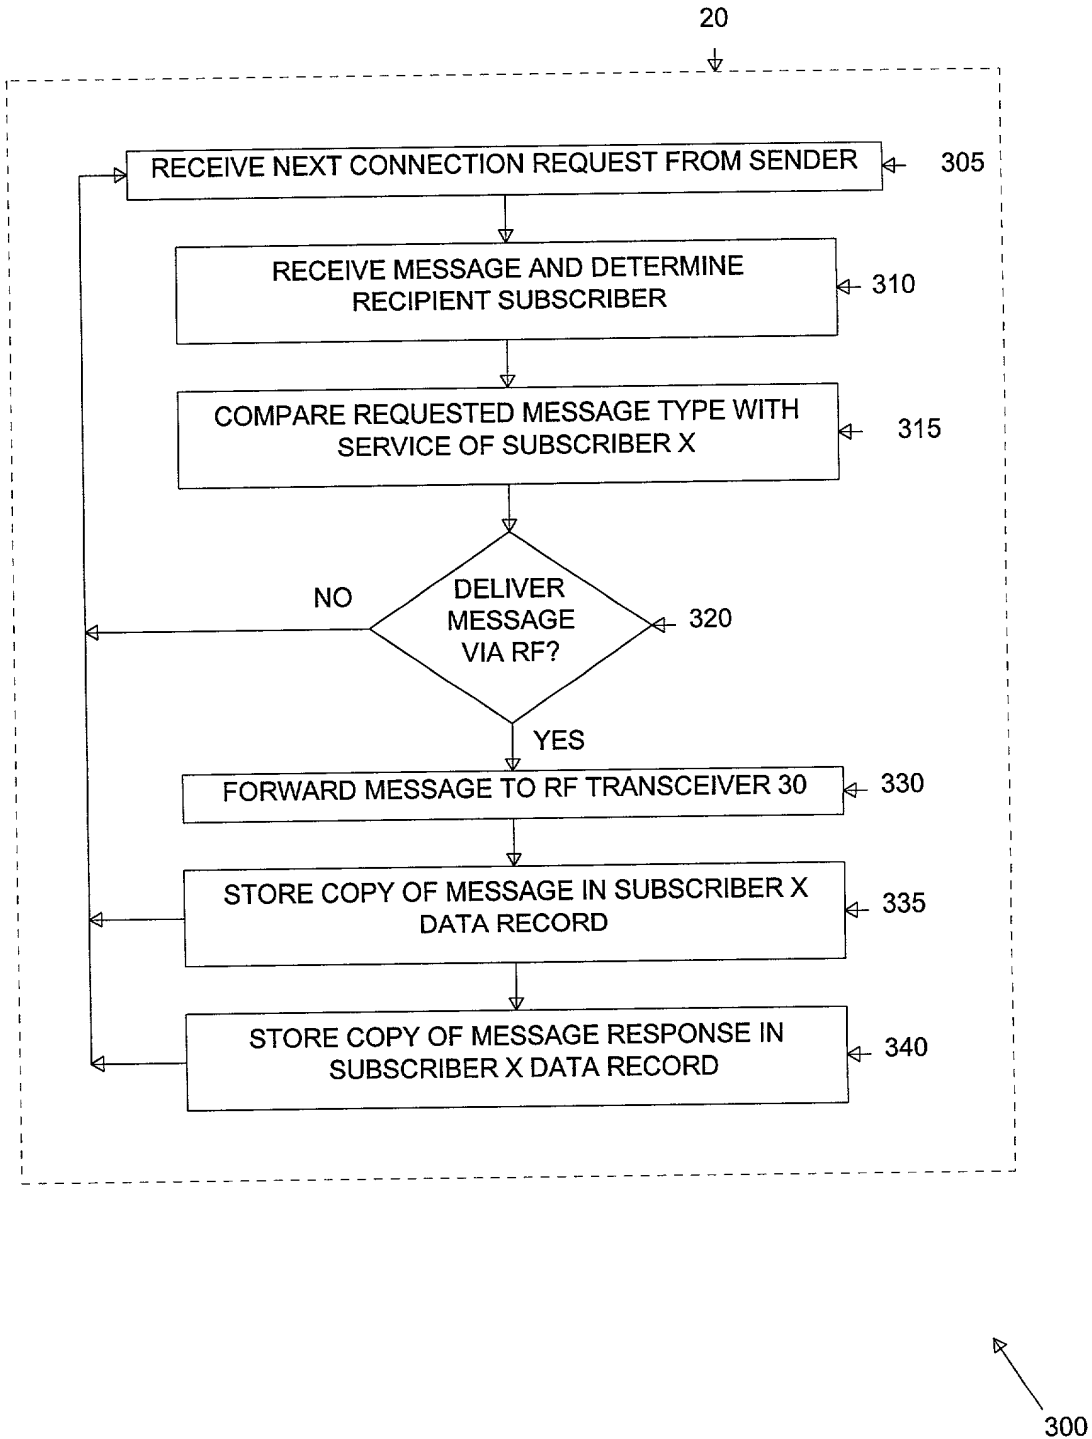 20
RECEIVE NEXT CONNECTION REQUEST FROM SENDER
305
RECEIVE MESSAGE AND DETERMINE
RECIPIENT SUBSCRIBER
310
COMPARE REQUESTED MESSAGE TYPE WITH
SERVICE OF SUBSCRIBER X
315
NO
DELIVER
MESSAGE
VIA RF?
320
YES
FORWARD MESSAGE TO RF TRANSCEIVER 30
330
STORE COPY OF MESSAGE IN SUBSCRIBER X
DATA RECORD
335
STORE COPY OF MESSAGE RESPONSE IN
SUBSCRIBER X DATA RECORD
340
300